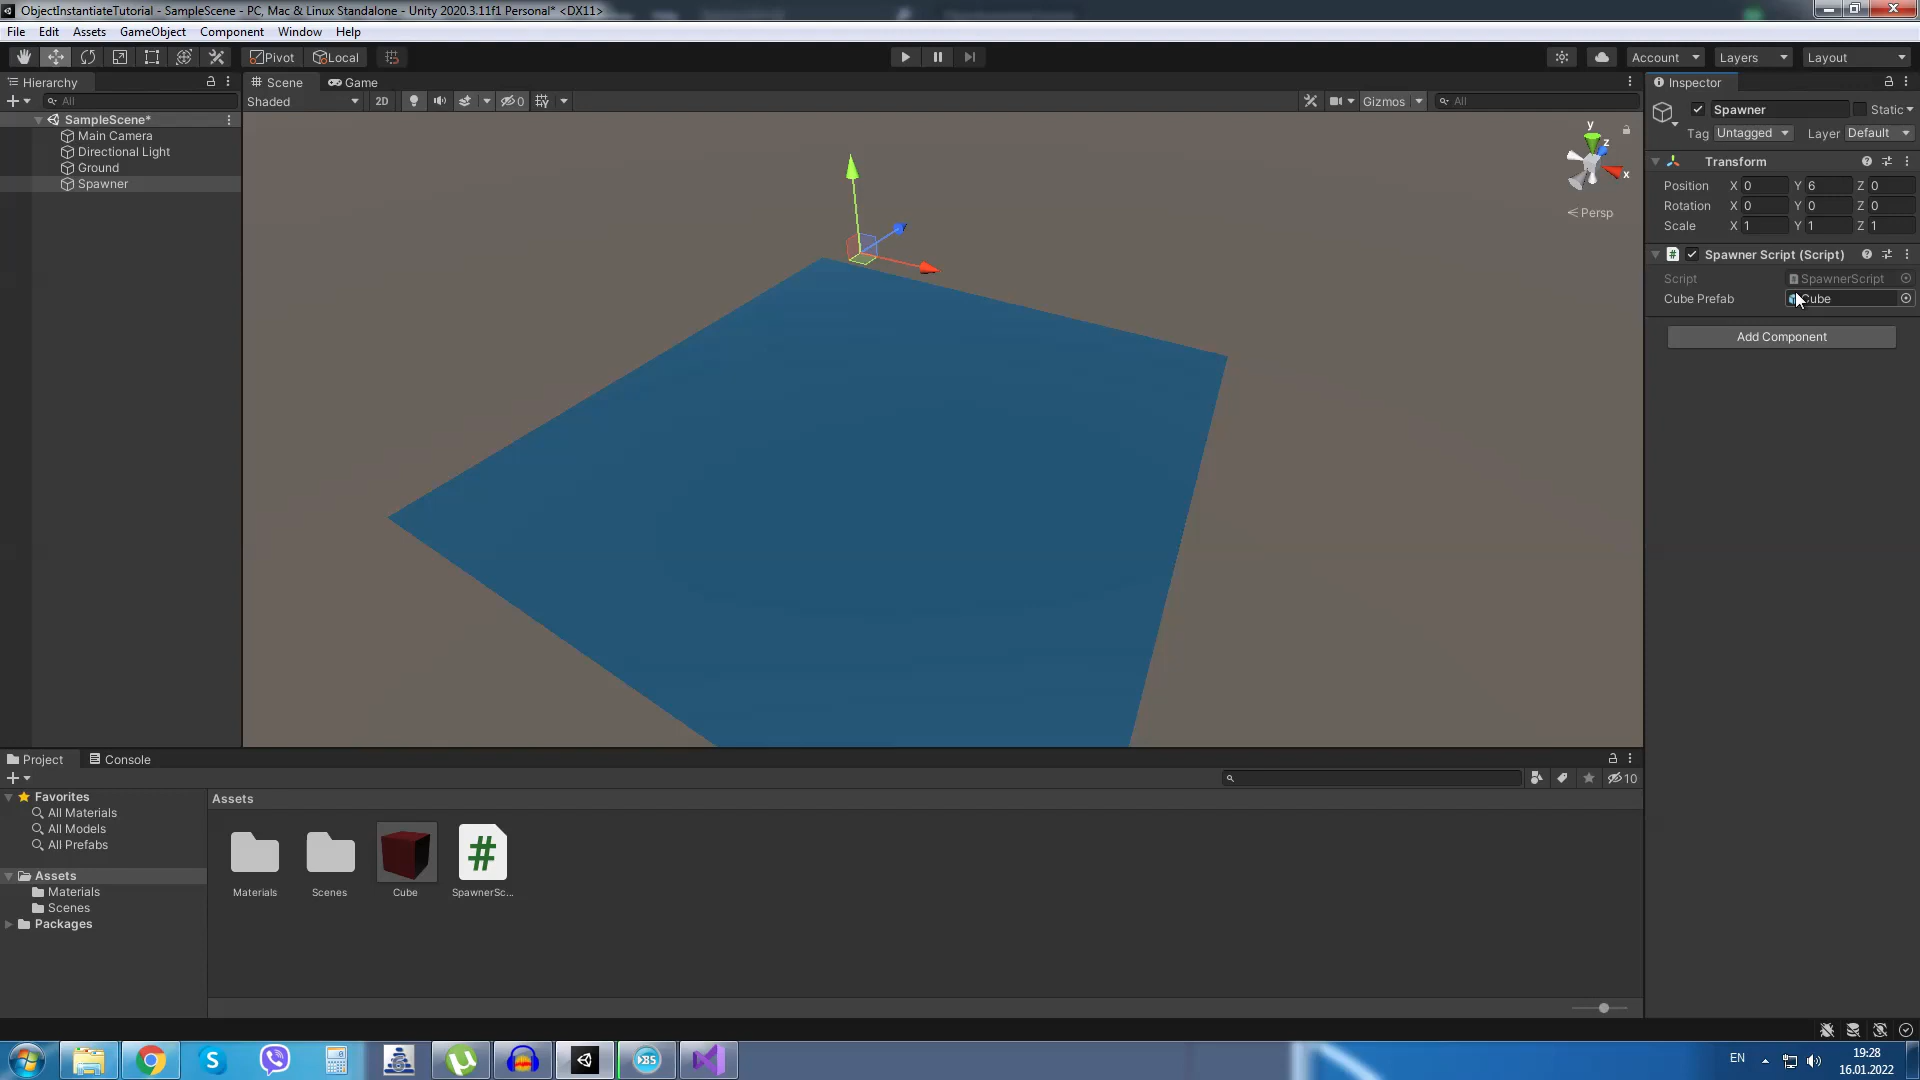 ObjectInstantiateTutorial - SampleScene - PC, Mac & Linux Standalone - Unity 2020.3.11f1 Personal* <DX11>
File Edit Assets GameObject Component Window Help
Pivot Local Account Layers Layout
Hierarchy
All
SampleScene*
Main Camera
Directional Light
Ground
Spawner
Scene Game
Shaded 2D 0 Gizmos All
y
z
x
Persp
Inspector
Spawner Static
Tag Untagged Layer Default
Transform
Position X 0 Y 6 Z 0
Rotation X 0 Y 0 Z 0
Scale X 1 Y 1 Z 1
# Spawner Script (Script)
Script SpawnerScript
Cube Prefab Cube
Add Component
Project Console
10
Favorites
All Materials
All Models
All Prefabs
Assets
Materials
Scenes
Packages
Assets
#
Materials Scenes Cube SpawnerSc...
S BS
EN 19:28
16.01.2022